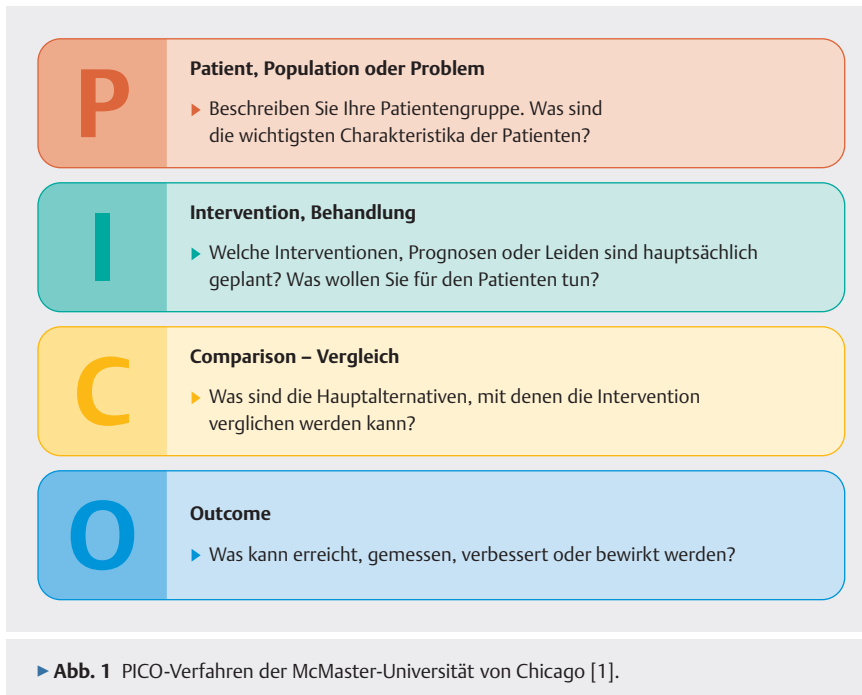 P
Patient, Population oder Problem
▶ Beschreiben Sie Ihre Patientengruppe. Was sind
die wichtigsten Charakteristika der Patienten?
I
Intervention, Behandlung
▶ Welche Interventionen, Prognosen oder Leiden sind hauptsächlich
geplant? Was wollen Sie für den Patienten tun?
C
Comparison – Vergleich
▶ Was sind die Hauptalternativen, mit denen die Intervention
verglichen werden kann?
O
Outcome
▶ Was kann erreicht, gemessen, verbessert oder bewirkt werden?
▶ Abb. 1 PICO-Verfahren der McMaster-Universität von Chicago [1].